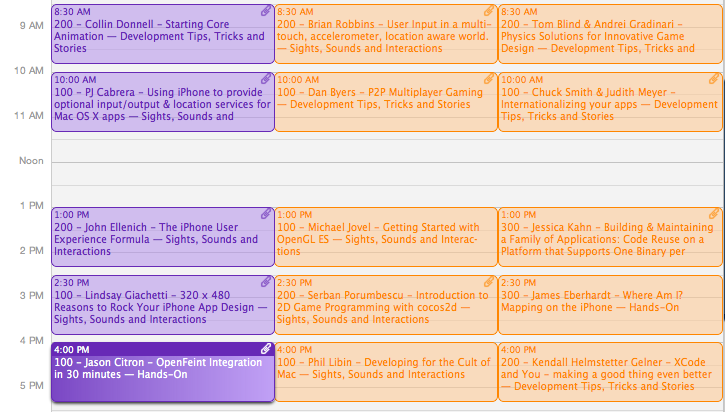 8:30 AM
200 - Collin Donnell - Starting Core
Animation — Development Tips, Tricks and
Stories
8:30 AM
200 - Brian Robbins - User Input in a multi-
touch, accelerometer, location aware world.
— Sights, Sounds and Interactions
8:30 AM
200 - Tom Blind & Andrei Gradinari -
Physics Solutions for Innovative Game
Design — Development Tips, Tricks and
9 AM
10 AM
10:00 AM
100 - PJ Cabrera - Using iPhone to provide
optional input/output & location services for
Mac OS X apps — Sights, Sounds and
10:00 AM
100 - Dan Byers - P2P Multiplayer Gaming
— Development Tips, Tricks and Stories
10:00 AM
100 - Chuck Smith & Judith Meyer -
Internationalizing your apps — Development
Tips, Tricks and Stories
11 AM
Noon
1 PM
1:00 PM
200 - John Ellenich - The iPhone User
Experience Formula — Sights, Sounds and
Interactions
1:00 PM
100 - Michael Jovel - Getting Started with
OpenGL ES — Sights, Sounds and Interac-
tions
1:00 PM
300 - Jessica Kahn - Building & Maintaining
a Family of Applications: Code Reuse on a
Platform that Supports One Binary per
2 PM
2:30 PM
100 - Lindsay Giachetti - 320 x 480
Reasons to Rock Your iPhone App Design —
Sights, Sounds and Interactions
2:30 PM
200 - Serban Porumbescu - Introduction to
2D Game Programming with cocos2d —
Sights, Sounds and Interactions
2:30 PM
300 - James Eberhardt - Where Am I?
Mapping on the iPhone — Hands-On
3 PM
4 PM
4:00 PM
100 - Jason Citron - OpenFeint Integration
in 30 minutes — Hands-On
4:00 PM
100 - Phil Libin - Developing for the Cult of
Mac — Sights, Sounds and Interactions
4:00 PM
200 - Kendall Helmstetter Gelner - XCode
and You - making a good thing even better
— Development Tips, Tricks and Stories
5 PM